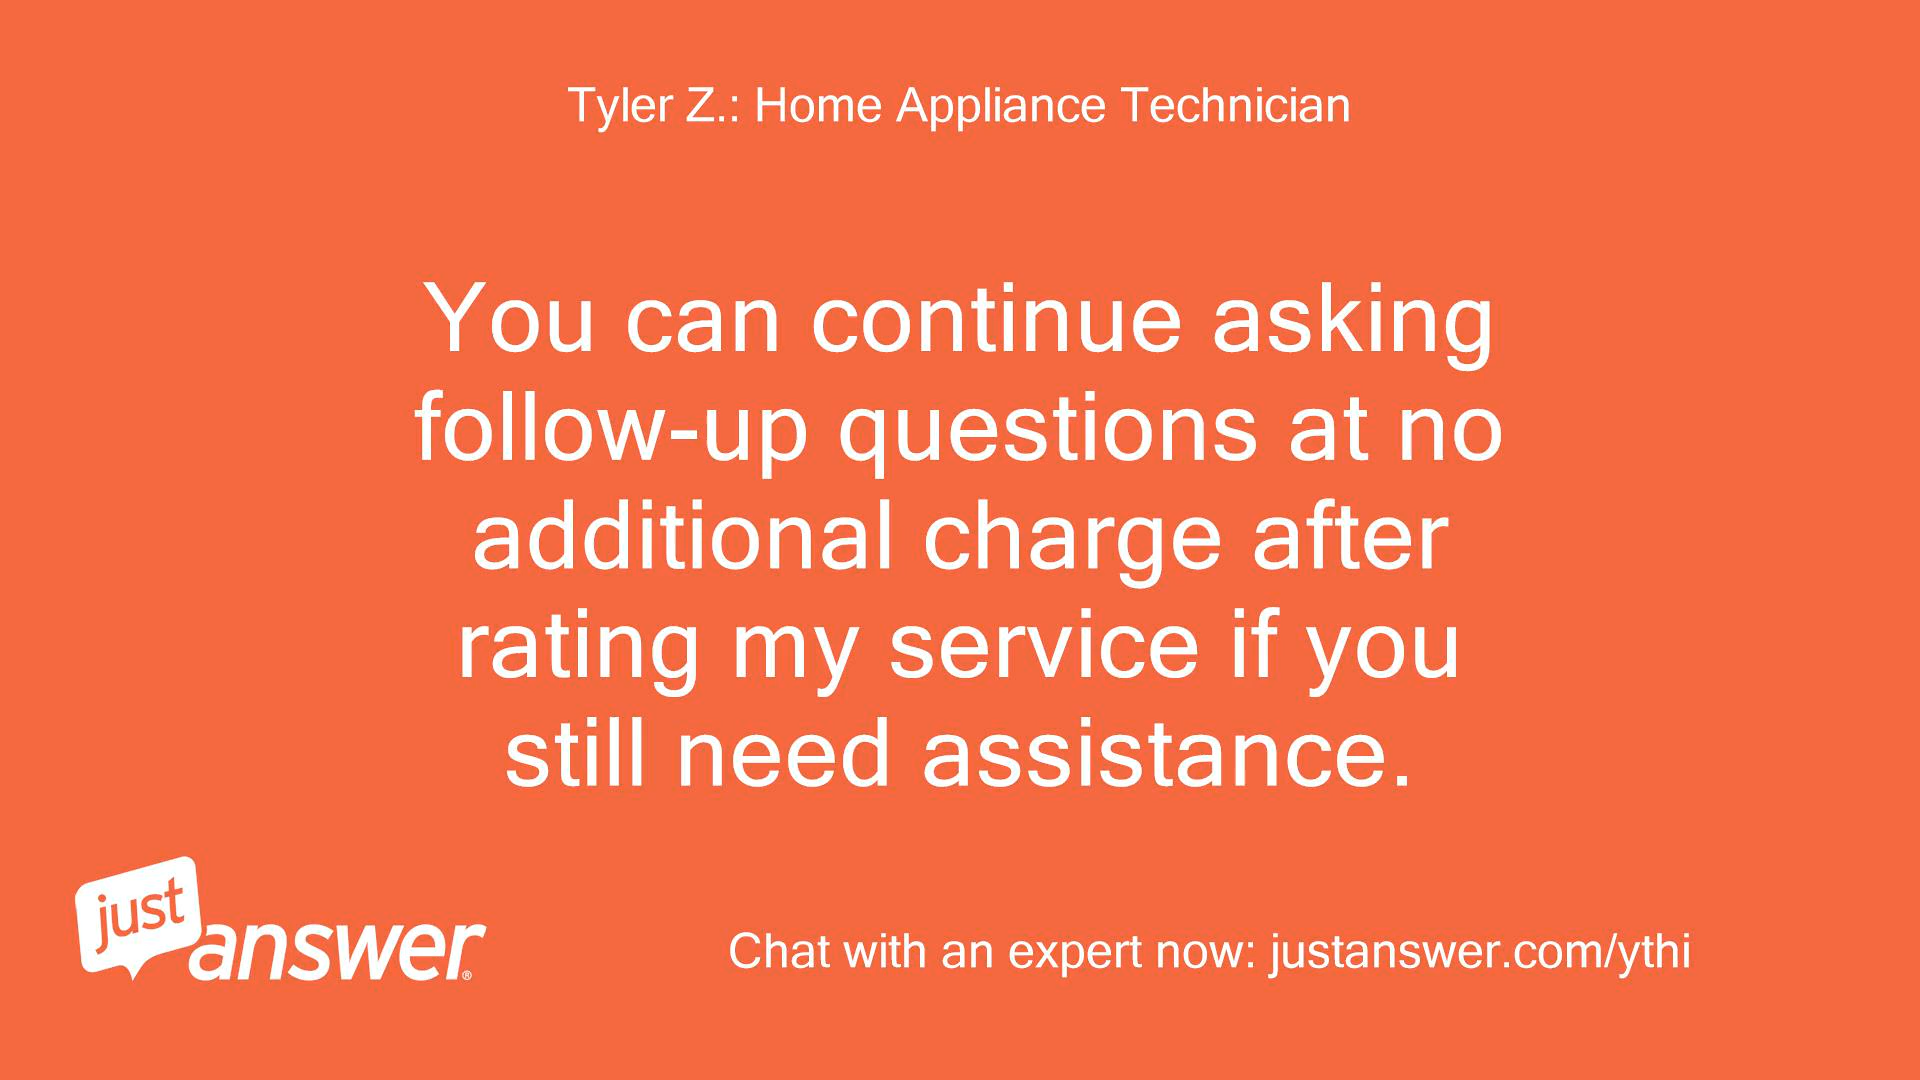 Tyler Z.: Home Appliance Technician
You can continue asking
follow-up questions at no
additional charge after
rating my service if you
still need assistance.
just
answer®
Chat with an expert now: justanswer.com/ythi